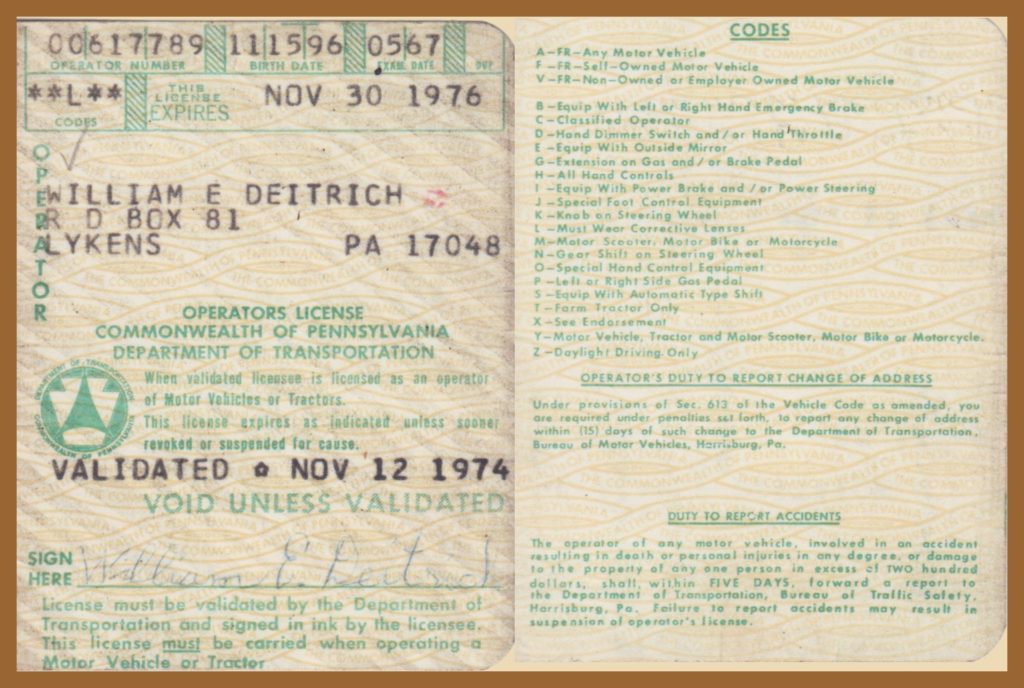 00617789 111596 0567
OPERATOR NUMBER BIRTH DATE EXAM. DATE DUP
**L** THIS LICENSE EXPIRES NOV 30 1976
CODES
OPERATOR
WILLIAM E DEITRICH
R D BOX 81
LYKENS PA 17048
OPERATORS LICENSE
COMMONWEALTH OF PENNSYLVANIA
DEPARTMENT OF TRANSPORTATION
DEPARTMENT OF TRANSPORTATION
COMMONWEALTH OF PENNSYLVANIA
When validated licensee is licensed as an operator
of Motor Vehicles or Tractors.
This license expires as indicated unless sooner
revoked or suspended for cause.
VALIDATED ✿ NOV 12 1974
VOID UNLESS VALIDATED
SIGN
HERE William E. Deitrich
License must be validated by the Department of
Transportation and signed in ink by the licensee.
This license must be carried when operating a
Motor Vehicle or Tractor
CODES
A—FR—Any Motor Vehicle
F—FR—Self-Owned Motor Vehicle
V—FR—Non-Owned or Employer Owned Motor Vehicle
B—Equip With Left or Right Hand Emergency Brake
C—Classified Operator
D—Hand Dimmer Switch and/or Hand Throttle
E—Equip With Outside Mirror
G—Extension on Gas and/or Brake Pedal
H—All Hand Controls
I—Equip With Power Brake and/or Power Steering
J—Special Foot Control Equipment
K—Knob on Steering Wheel
L—Must Wear Corrective Lenses
M—Motor Scooter, Motor Bike or Motorcycle
N—Gear Shift on Steering Wheel
O—Special Hand Control Equipment
P—Left or Right Side Gas Pedal
S—Equip With Automatic Type Shift
T—Farm Tractor Only
X—See Endorsement
Y—Motor Vehicle, Tractor and Motor Scooter, Motor Bike or Motorcycle.
Z—Daylight Driving Only
OPERATOR'S DUTY TO REPORT CHANGE OF ADDRESS
Under provisions of Sec. 613 of the Vehicle Code as amended, you
are required under penalties set forth, to report any change of address
within (15) days of such change to the Department of Transportation,
Bureau of Motor Vehicles, Harrisburg, Pa.
DUTY TO REPORT ACCIDENTS
The operator of any motor vehicle, involved in an accident
resulting in death or personal injuries in any degree, or damage
to the property of any one person in excess of TWO hundred
dollars, shall, within FIVE DAYS, forward a report to
the Department of Transportation, Bureau of Traffic Safety,
Harrisburg, Pa. Failure to report accidents may result in
suspension of operator's license.